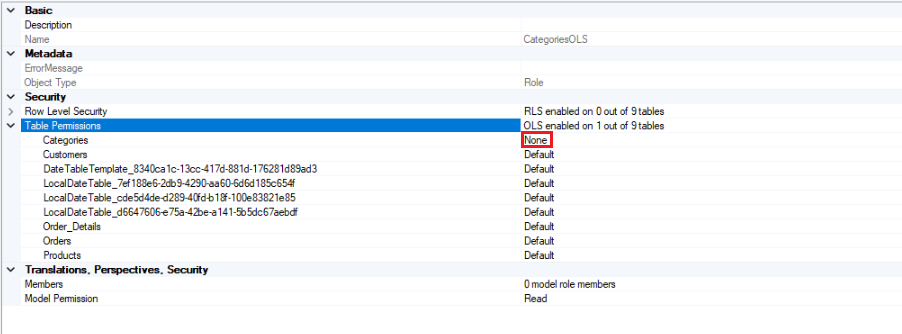 Basic
Description
Name CategoriesOLS
Metadata
ErrorMessage
Object Type Role
Security
Row Level Security RLS enabled on 0 out of 9 tables
Table Permissions OLS enabled on 1 out of 9 tables
Categories None
Customers Default
DateTableTemplate_8340ca1c-13cc-417d-881d-176281d89ad3 Default
LocalDateTable_7ef188e6-2db9-4290-aa60-6d6d185c654f Default
LocalDateTable_cde5d4de-d289-40fd-b18f-100e83821e85 Default
LocalDateTable_d6647606-e75a-42be-a141-5b5dc67aebdf Default
Order_Details Default
Orders Default
Products Default
Translations, Perspectives, Security
Members 0 model role members
Model Permission Read